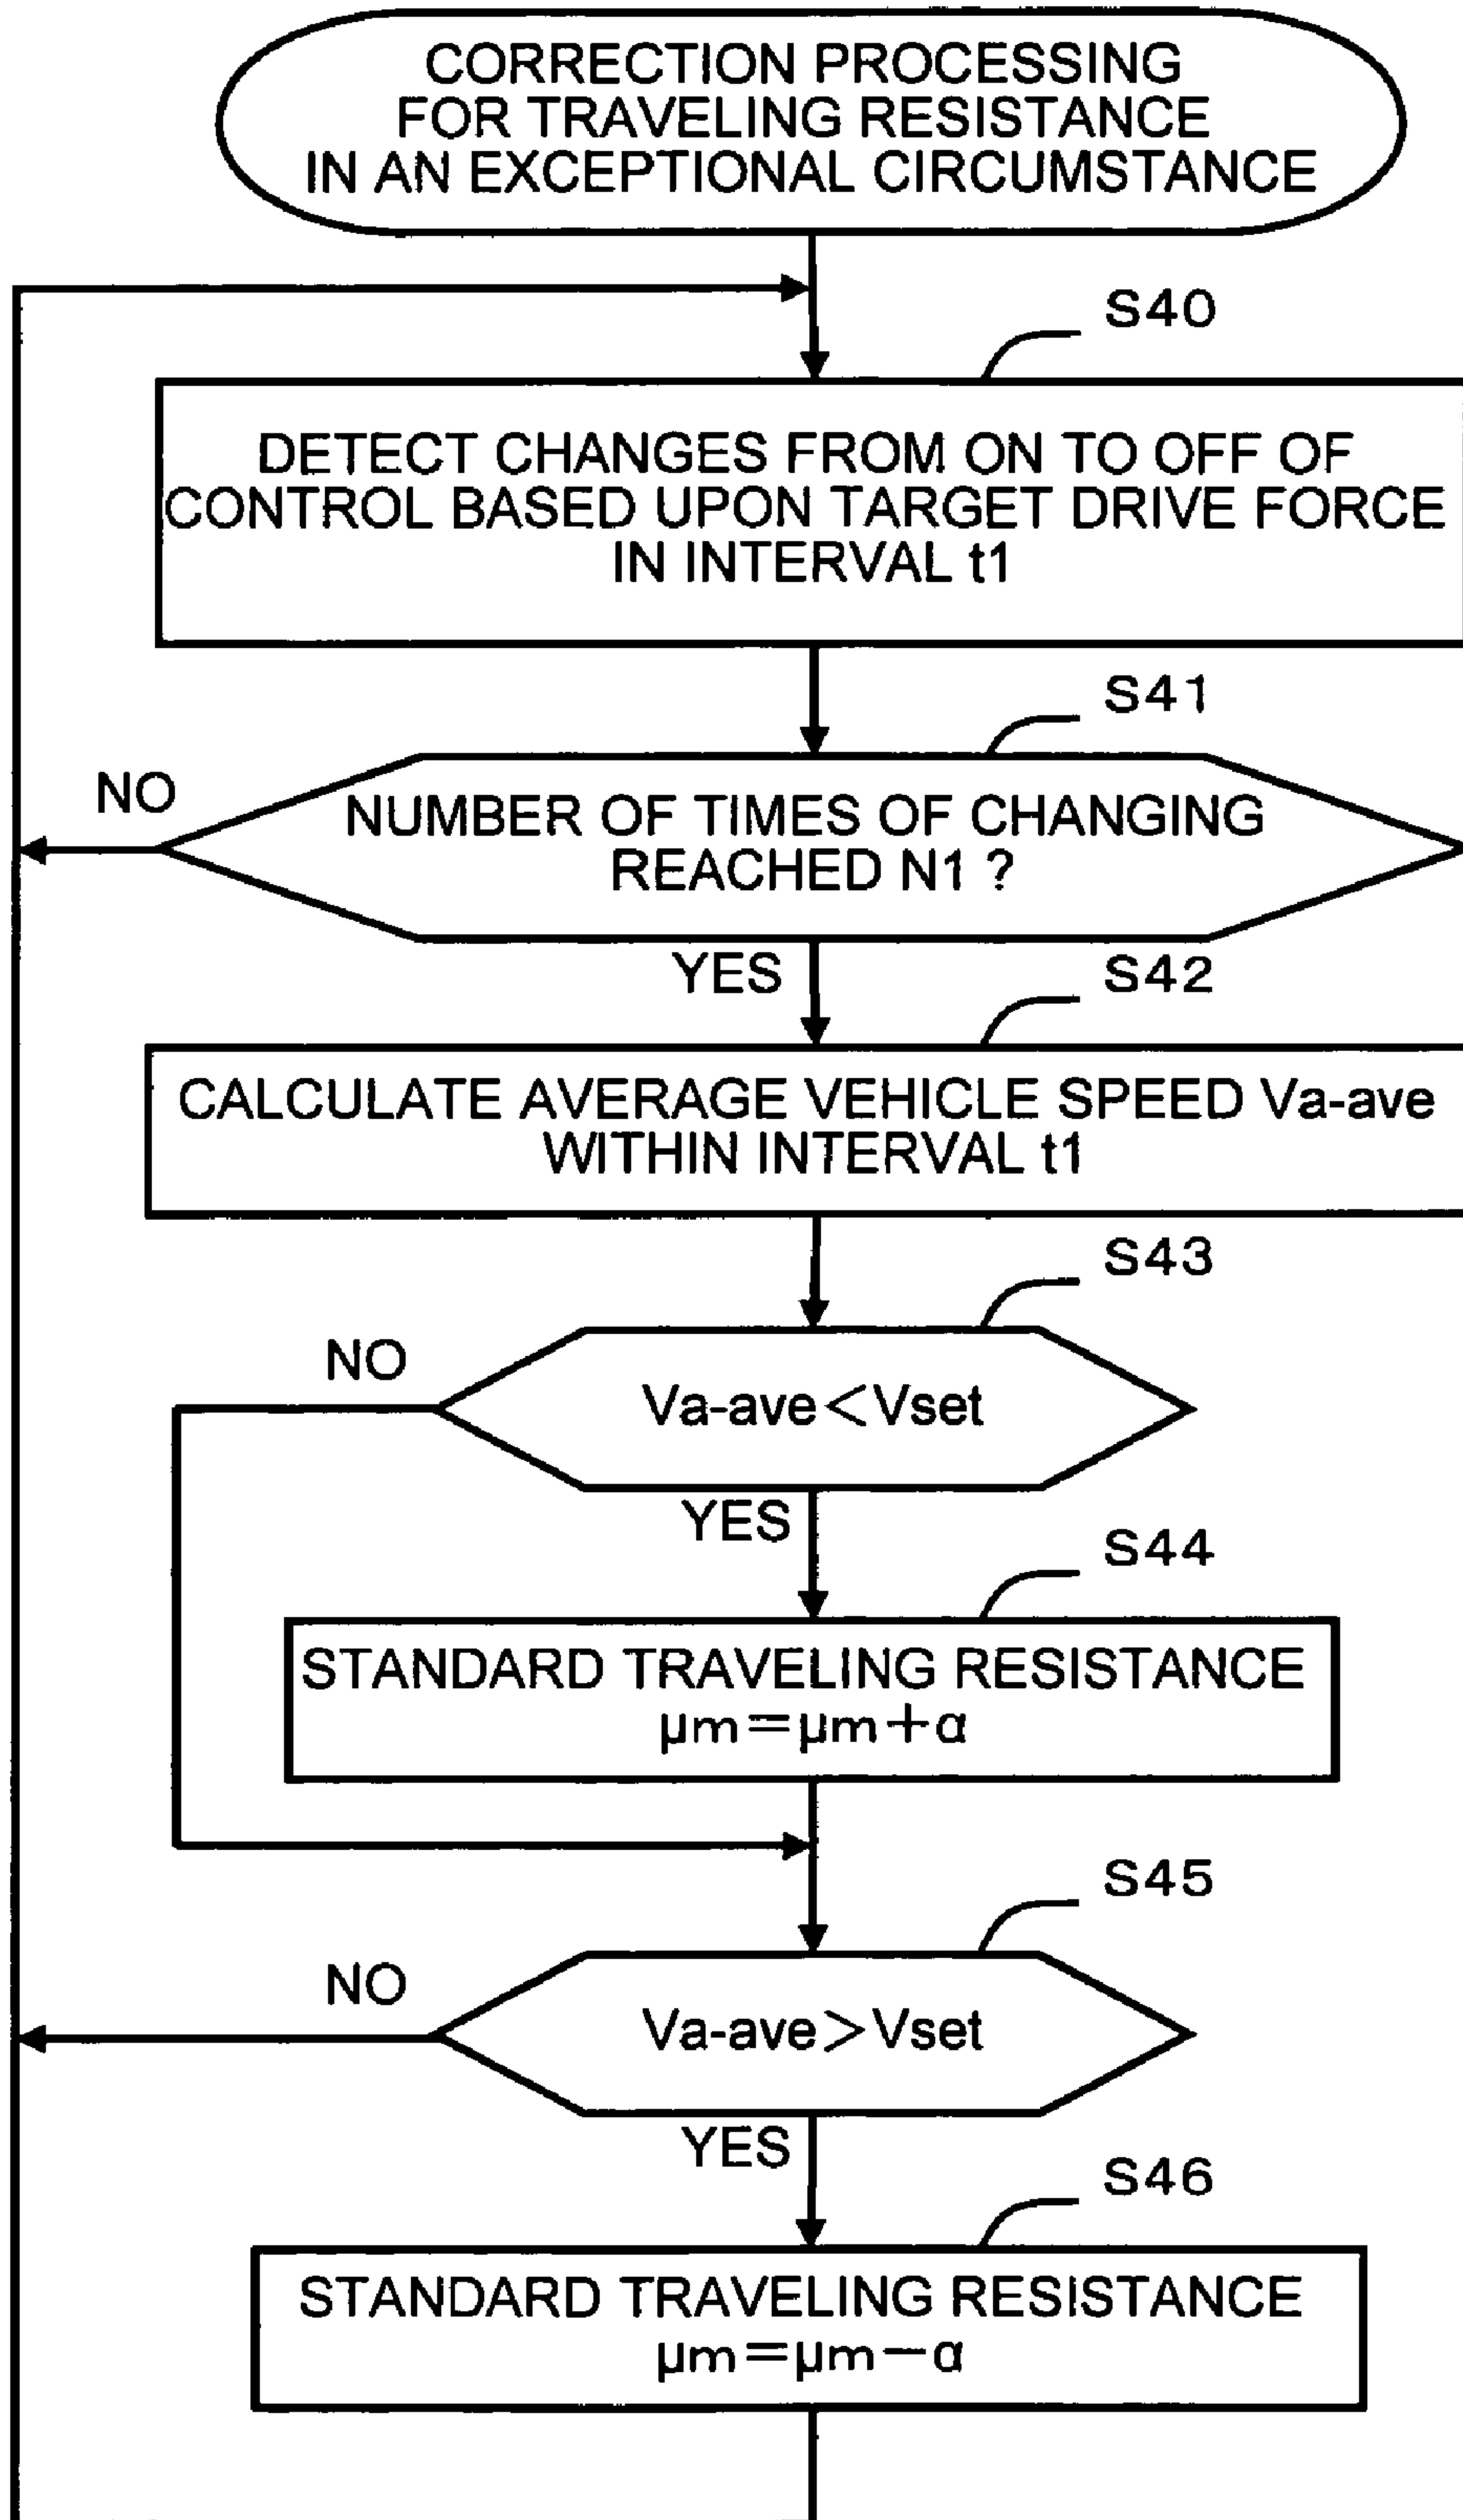 CORRECTION PROCESSING
FOR TRAVELING RESISTANCE
IN AN EXCEPTIONAL CIRCUMSTANCE
S40
DETECT CHANGES FROM ON TO OFF OF
CONTROL BASED UPON TARGET DRIVE FORCE
IN INTERVAL t1
S41
NO
NUMBER OF TIMES OF CHANGING
REACHED N1 ?
YES
S42
CALCULATE AVERAGE VEHICLE SPEED Va-ave
WITHIN INTERVAL t1
S43
NO
Va-ave<Vset
YES
S44
STANDARD TRAVELING RESISTANCE
μm=μm+α
S45
NO
Va-ave>Vset
YES
S46
STANDARD TRAVELING RESISTANCE
μm=μm−α